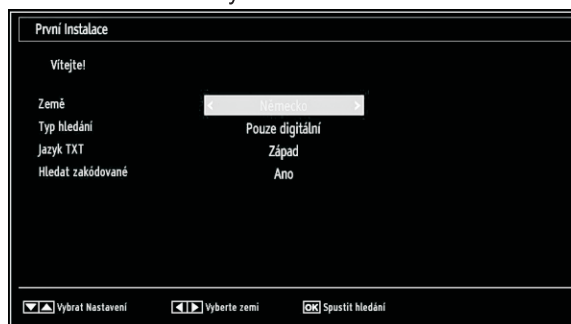 První Instalace
Vítejte!
Země Německo
Typ hledání Pouze digitální
Jazyk TXT Západ
Hledat zakódované Ano
Vybrat Nastavení Vyberte zemi OK Spustit hledání